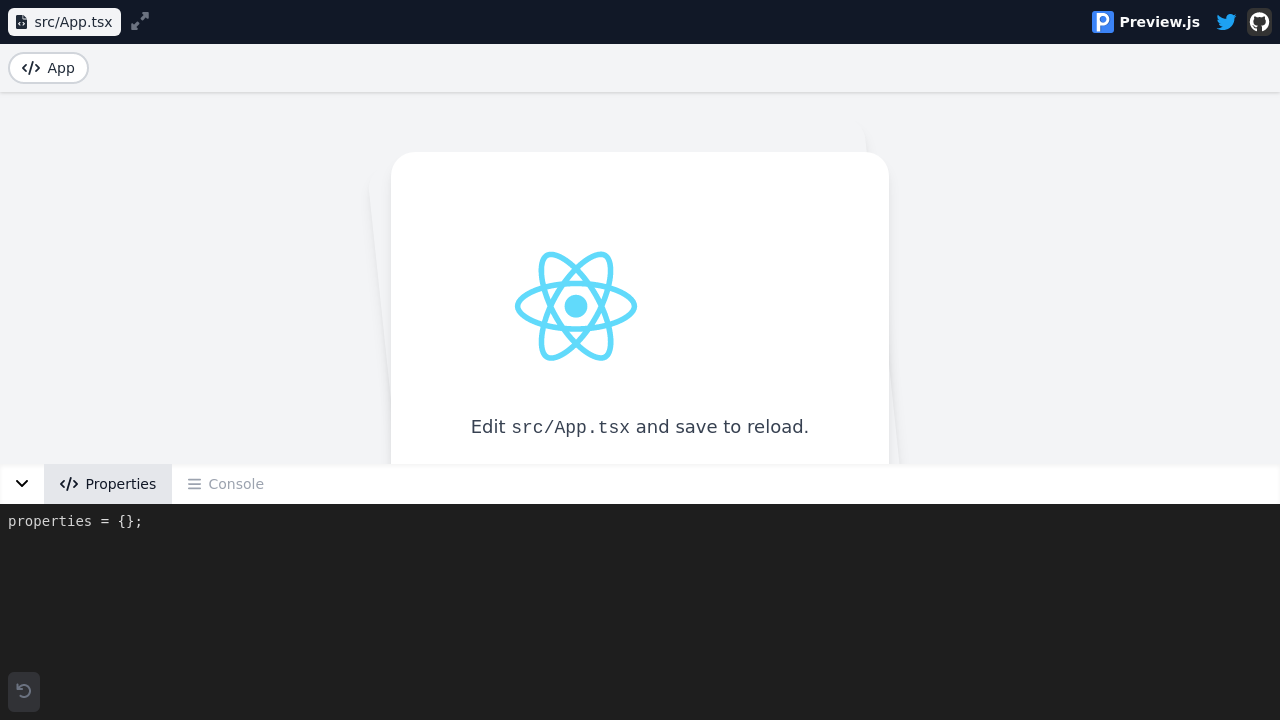 src/App.tsx
Preview.js
App
Edit src/App.tsx and save to reload.
Properties
Console
properties = {};